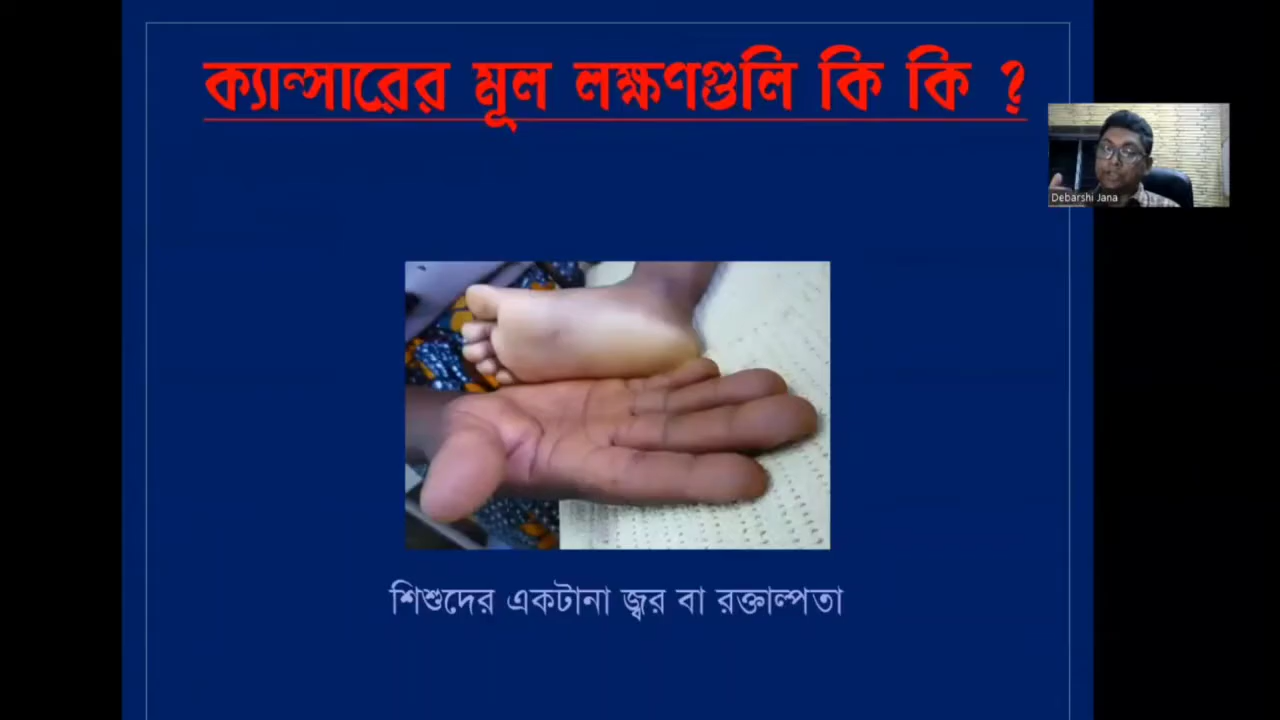 ক্যান্সারের মূল লক্ষণগুলি কি কি ?
Debarshi Jana
শিশুদের একটানা জ্বর বা রক্তাল্পতা